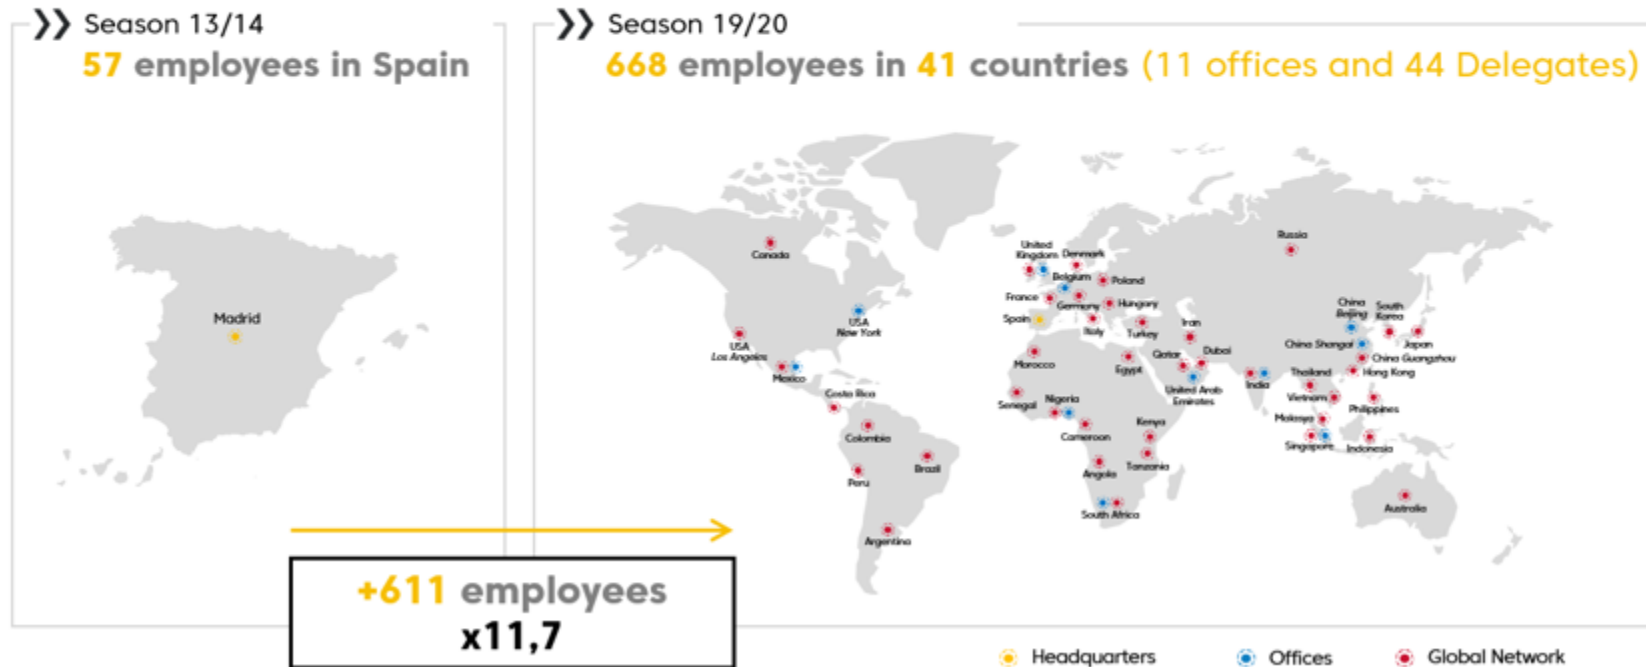 Season 13/14
57 employees in Spain
Madrid
Season 19/20
668 employees in 41 countries (11 offices and 44 Delegates)
Canada
USA
Los Angeles
USA
New York
Mexico
Costa Rica
Colombia
Brazil
Peru
Argentina
United
Kingdom
Denmark
Belgium
Poland
France
Germany
Hungary
Spain
Italy
Turkey
Russia
Iran
Morocco
Egypt
Qatar
Dubai
United Arab
Emirates
Senegal
Nigeria
Cameroon
Kenya
Tanzania
Angola
South Africa
India
China
Beijing
South
Korea
Japan
China Shangai
China Guangzhou
Hong Kong
Thailand
Vietnam
Philippines
Malasya
Singapore
Indonesia
Australia
+611 employees
x11,7
Headquarters
Offices
Global Network